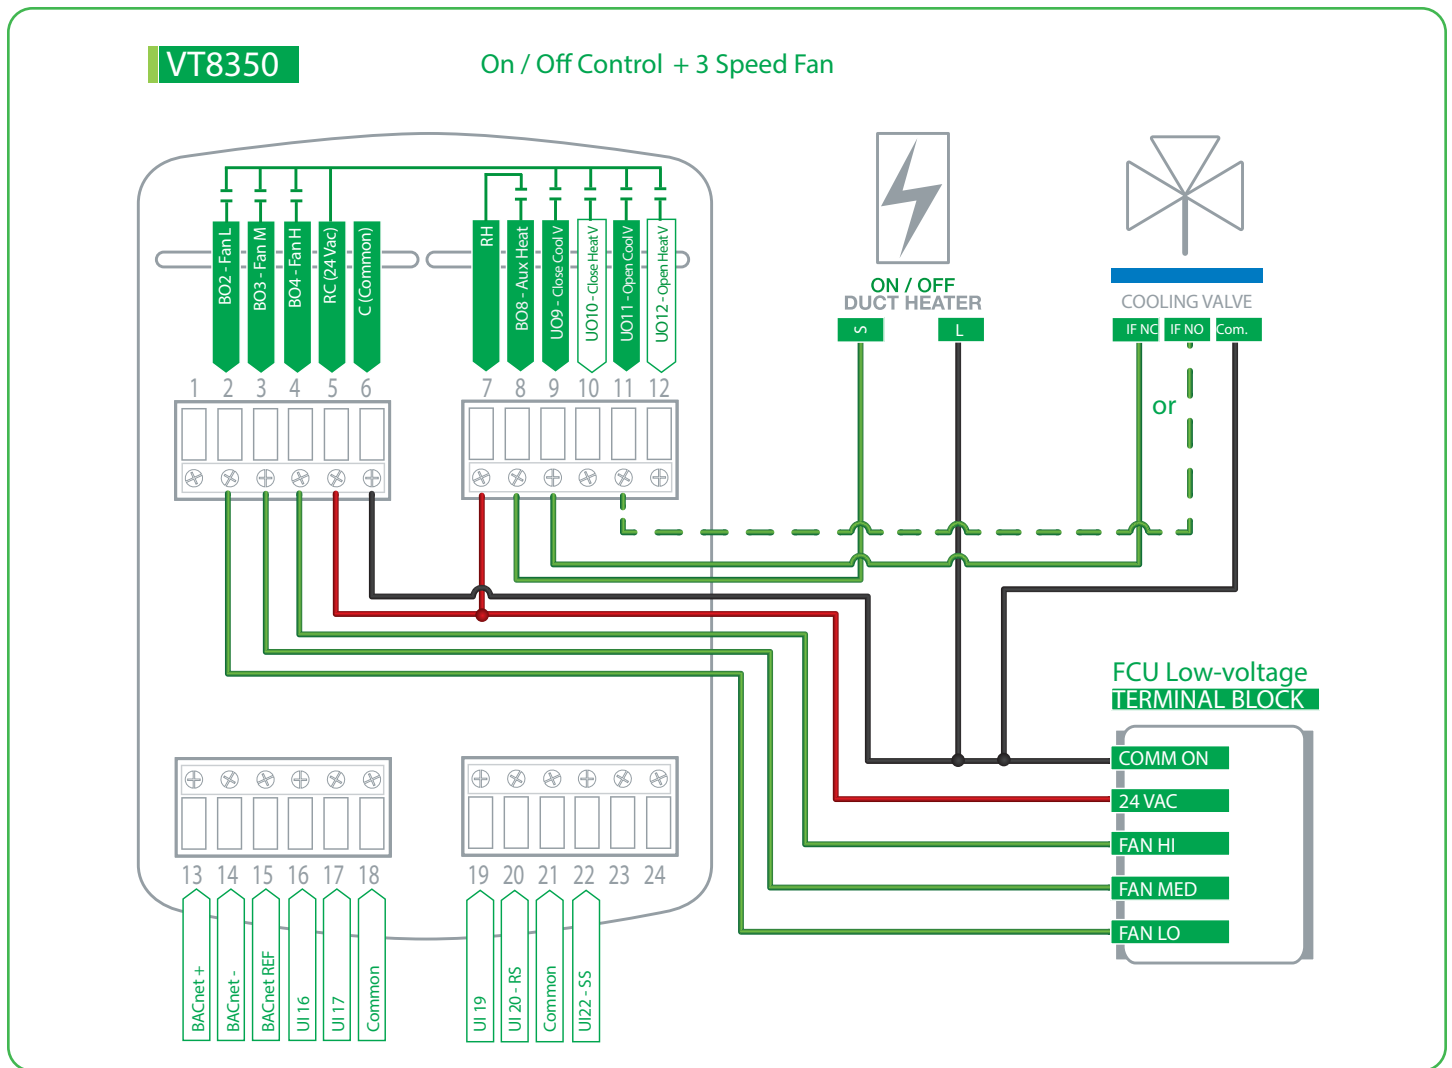 VT8350
On / Off Control + 3 Speed Fan
BO2 - Fan L
BO3 - Fan M
BO4 - Fan H
RC (24 Vac)
C (Common)
RH
BO8 - Aux Heat
UO9 - Close Cool V
UO10 - Close Heat V
UO11 - Open Cool V
UO12 - Open Heat V
1 2 3 4 5 6
7 8 9 10 11 12
ON / OFF
DUCT HEATER
S L
COOLING VALVE
IF NC IF NO Com.
or
FCU Low-voltage
TERMINAL BLOCK
COMM ON
24 VAC
FAN HI
FAN MED
FAN LO
13 14 15 16 17 18
19 20 21 22 23 24
BACnet +
BACnet -
BACnet REF
UI 16
UI 17
Common
UI 19
UI 20 - RS
Common
UI22 - SS